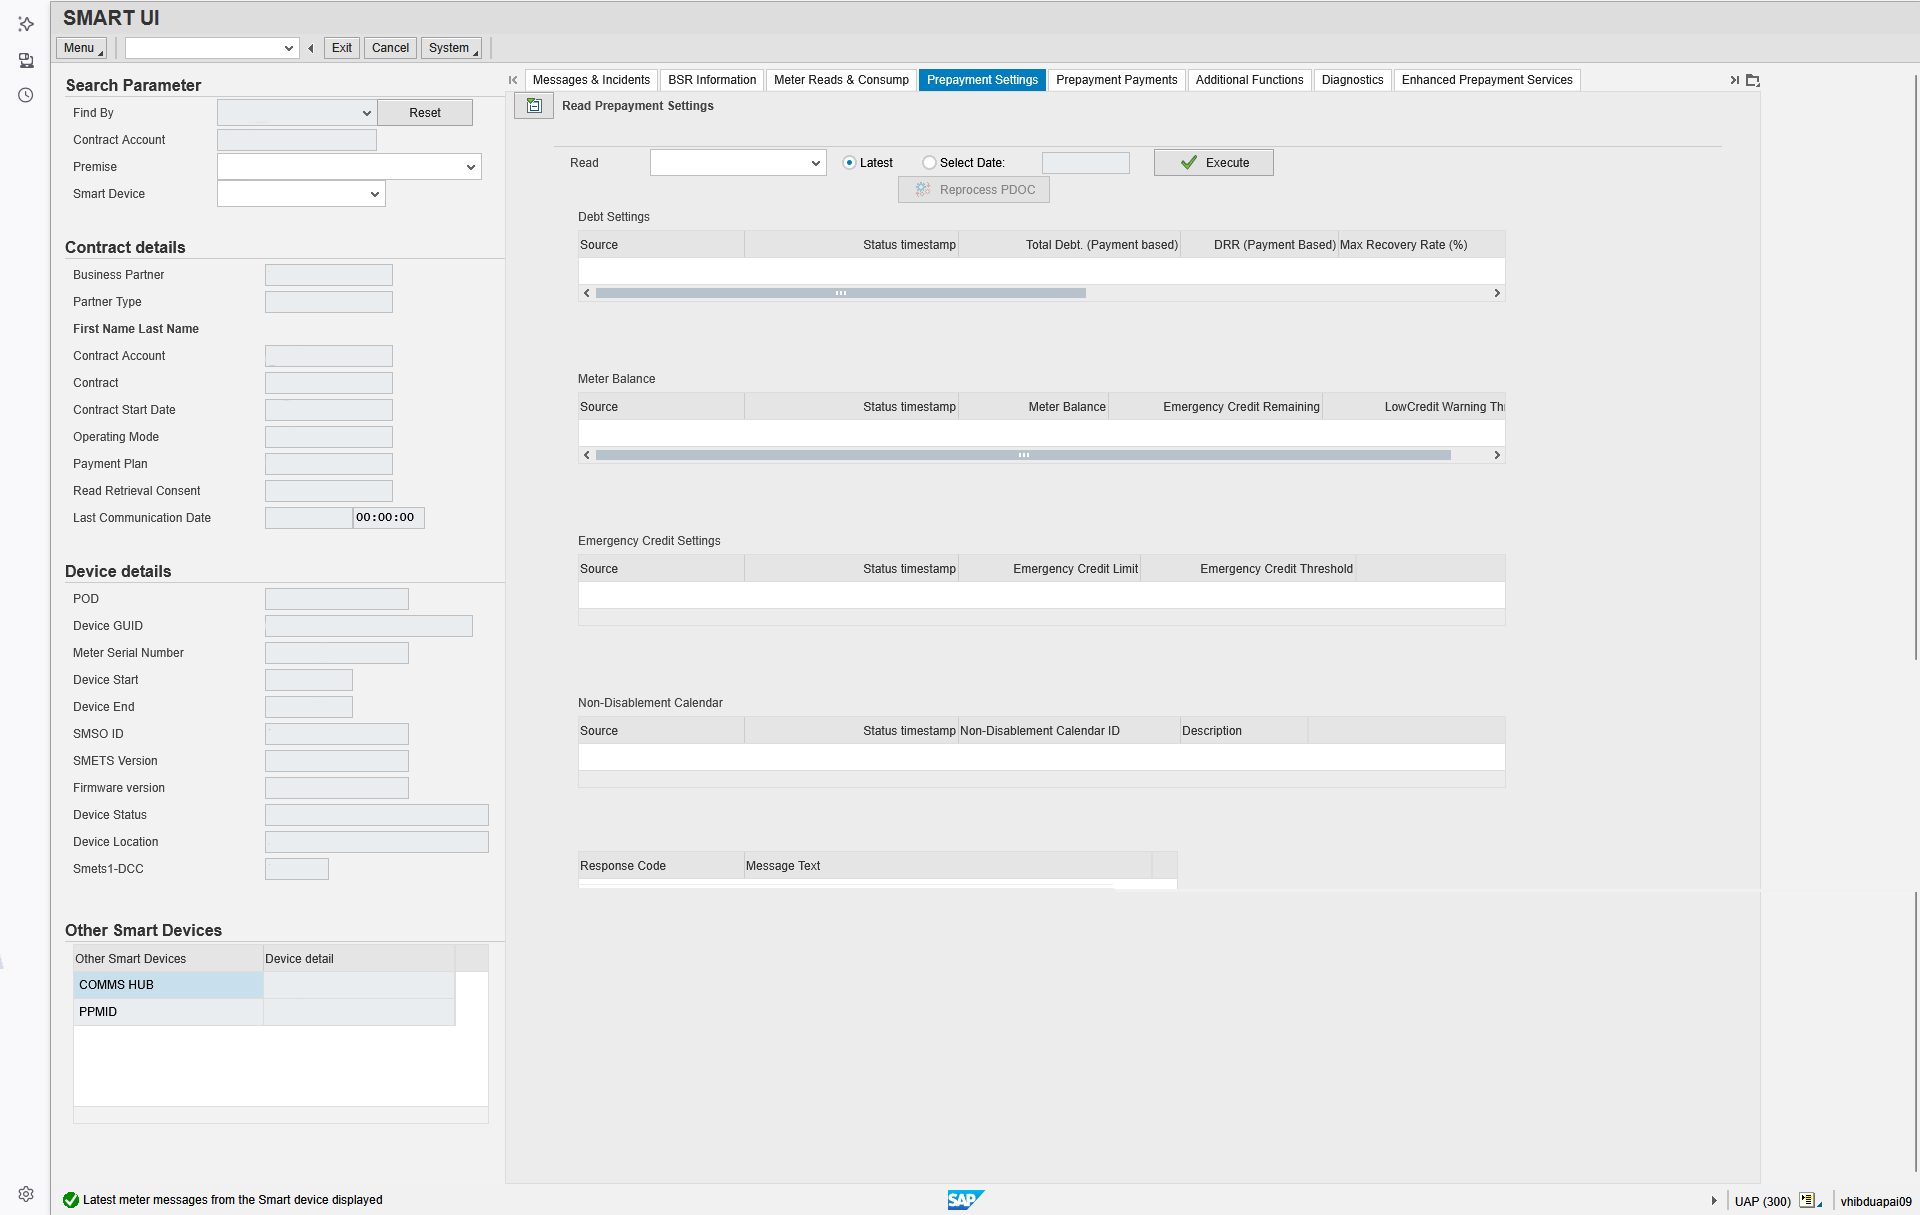 SMART UI
Menu Exit Cancel System
Search Parameter
Find By Reset
Contract Account
Premise
Smart Device
Contract details
Business Partner
Partner Type
First Name Last Name
Contract Account
Contract
Contract Start Date
Operating Mode
Payment Plan
Read Retrieval Consent
Last Communication Date 00:00:00
Device details
POD
Device GUID
Meter Serial Number
Device Start
Device End
SMSO ID
SMETS Version
Firmware version
Device Status
Device Location
Smets1-DCC
Other Smart Devices
Other Smart Devices Device detail
COMMS HUB
PPMID
Messages & Incidents BSR Information Meter Reads & Consump Prepayment Settings Prepayment Payments Additional Functions Diagnostics Enhanced Prepayment Services
Read Prepayment Settings
Read Latest Select Date: Execute
Reprocess PDOC
Debt Settings
Source Status timestamp Total Debt. (Payment based) DRR (Payment Based) Max Recovery Rate (%)
Meter Balance
Source Status timestamp Meter Balance Emergency Credit Remaining LowCredit Warning Thr
Emergency Credit Settings
Source Status timestamp Emergency Credit Limit Emergency Credit Threshold
Non-Disablement Calendar
Source Status timestamp Non-Disablement Calendar ID Description
Response Code Message Text
Latest meter messages from the Smart device displayed SAP UAP (300) vhibduapai09